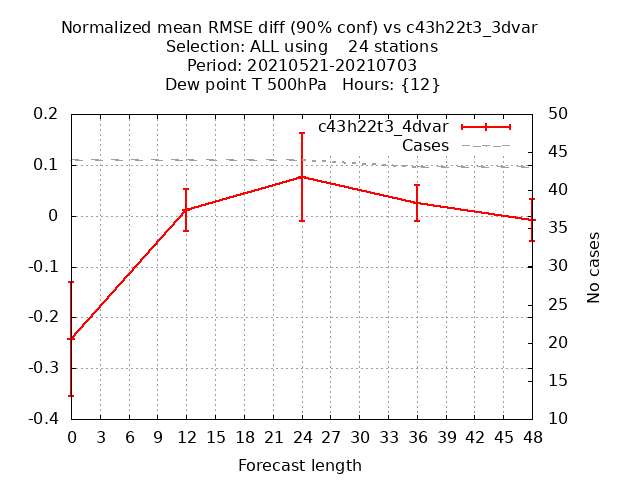 Normalized mean RMSE diff (90% conf) vs c43h22t3_3dvar
Selection: ALL using    24 stations
Period: 20210521-20210703
Dew point T 500hPa   Hours: {12}
c43h22t3_4dvar
Cases
0.2
0.1
0
-0.1
-0.2
-0.3
-0.4
50
45
40
35
30
25
20
15
10
No cases
0 3 6 9 12 15 18 21 24 27 30 33 36 39 42 45 48
Forecast length